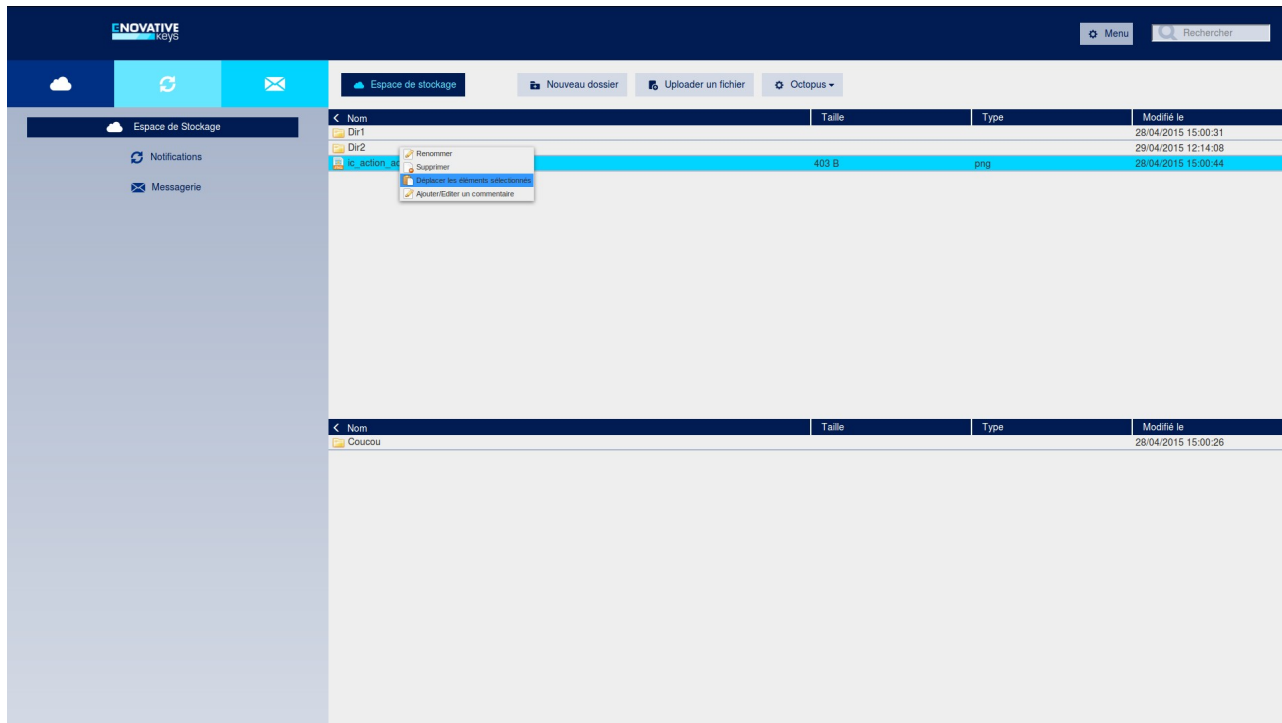 ENOVATIVE
keys
Menu
Rechercher
Espace de stockage
Nouveau dossier
Uploader un fichier
Octopus
Espace de Stockage
Notifications
Messagerie
Nom Taille Type Modifié le
Dir1 28/04/2015 15:00:31
Dir2 29/04/2015 12:14:08
ic_action_ 403 B png 28/04/2015 15:00:44
Renommer
Supprimer
Déplacer les éléments sélectionnés
Ajouter/Editer un commentaire
Nom Taille Type Modifié le
Coucou 28/04/2015 15:00:26